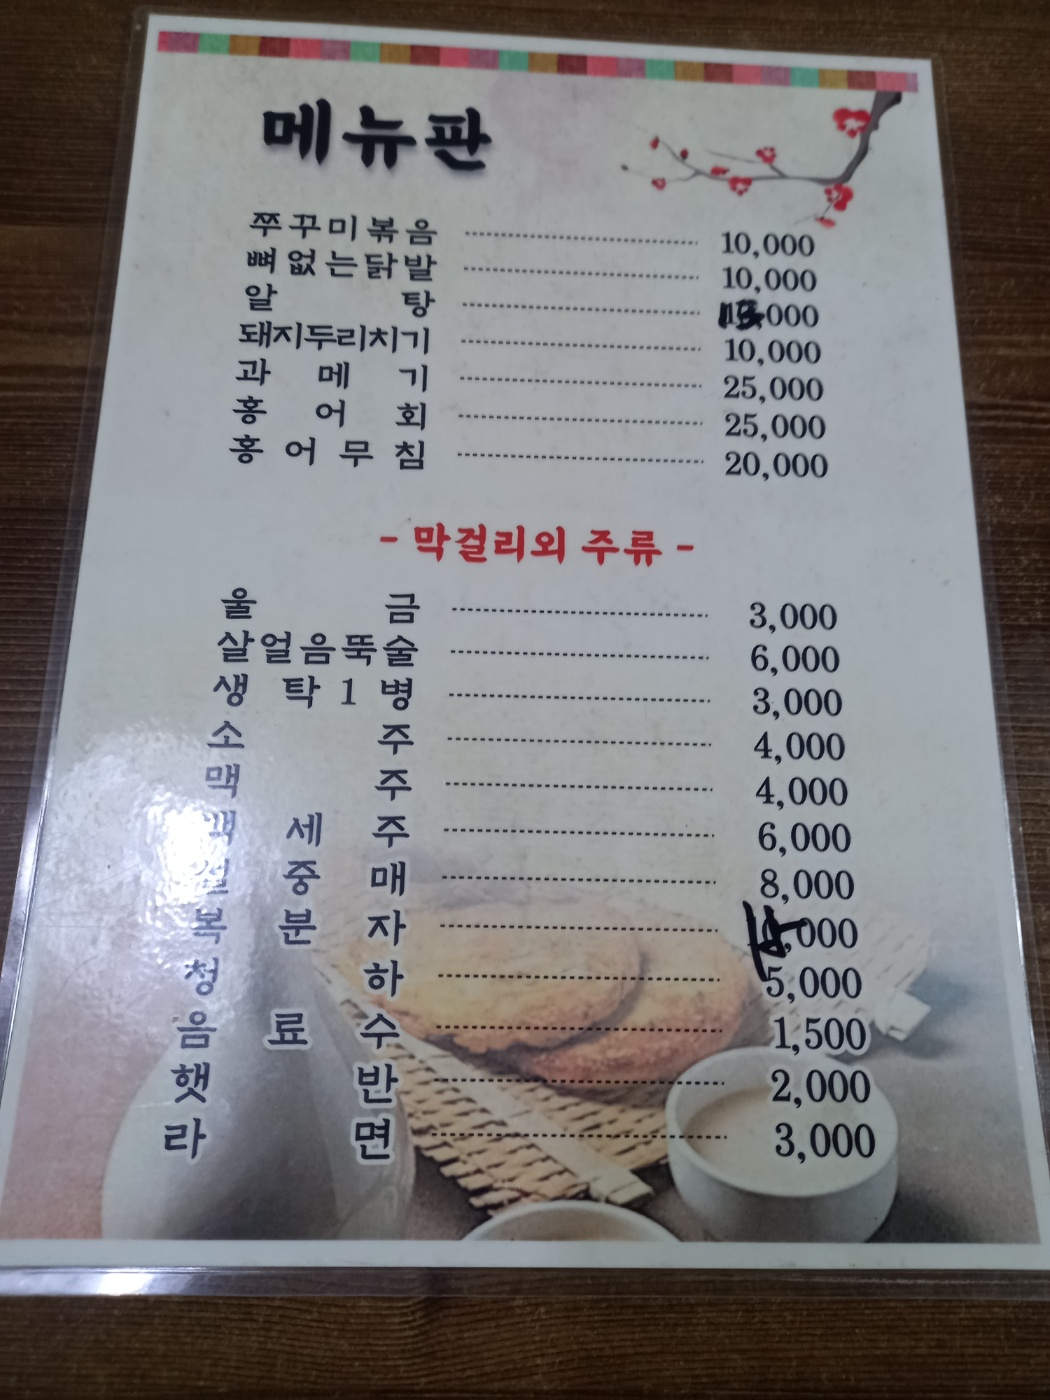 메뉴판
쭈꾸미볶음 10,000
뼈없는닭발 10,000
알탕 000
돼지두리치기 10,000
과메기 25,000
홍어회 25,000
홍어무침 20,000
- 막걸리외 주류 -
울금 3,000
살얼음뚝술 6,000
생탁1병 3,000
소주 4,000
맥주 4,000
세주 6,000
중매 8,000
복분자 ,000
청하 5,000
음료수 1,500
햇반 2,000
라면 3,000